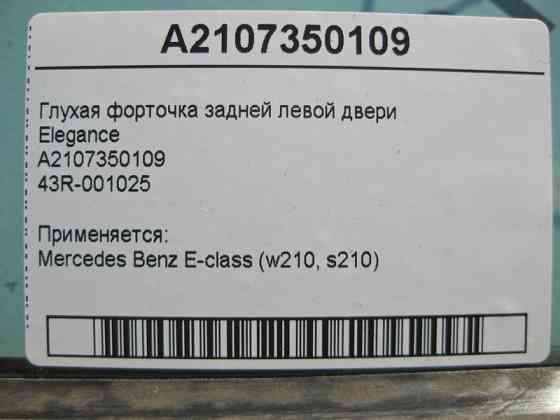 A2107350109
Глухая форточка задней левой двери
Elegance
A2107350109
43R-001025
Применяется:
Mercedes Benz E-class (w210, s210)